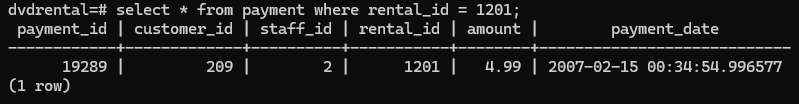 dvdrental=# select * from payment where rental_id = 1201;
 payment_id | customer_id | staff_id | rental_id | amount |        payment_date
------------+-------------+----------+-----------+--------+----------------------------
      19289 |         209 |        2 |      1201 |   4.99 | 2007-02-15 00:34:54.996577
(1 row)